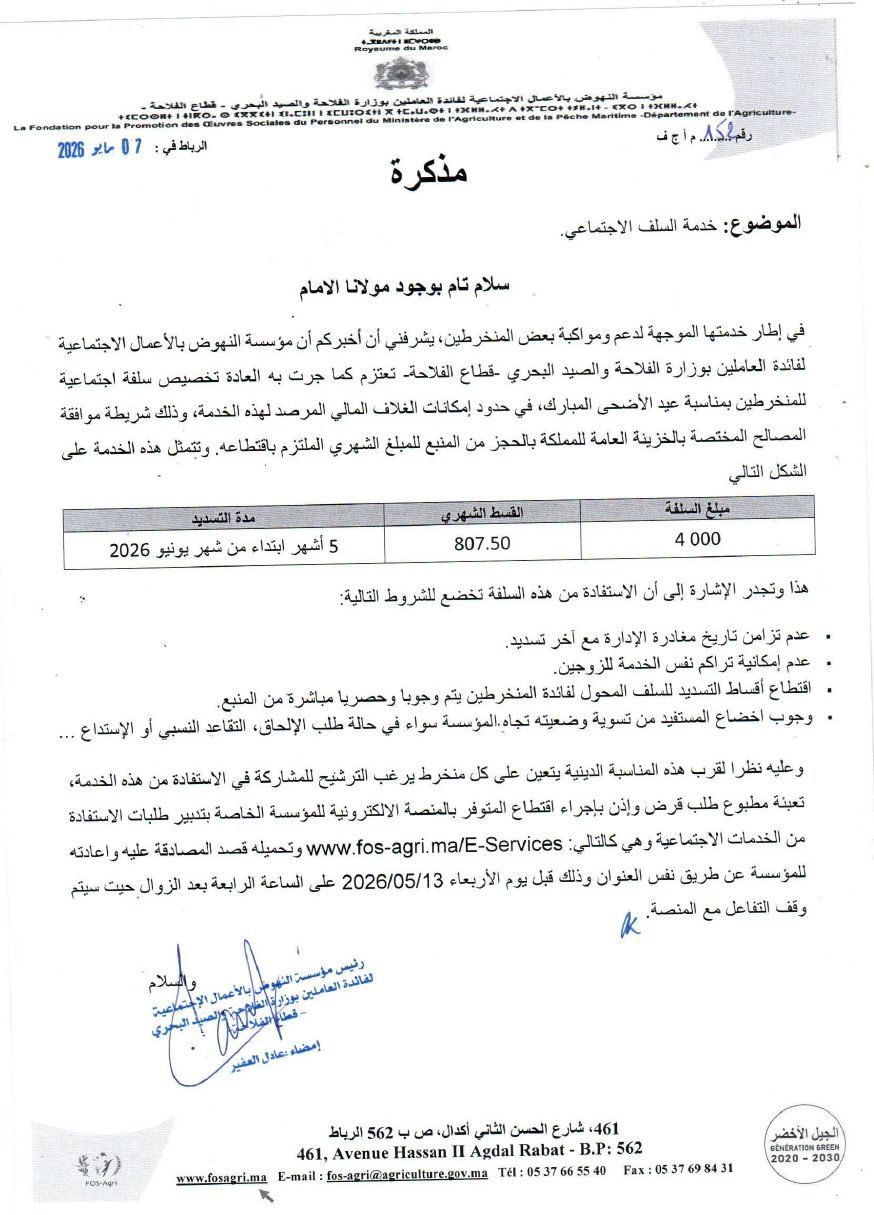 المملكة المغربية
ⵜⴰⴳⵍⴷⵉⵜ ⵏ ⵍⵎⵖⵔⵉⴱ
Royaume du Maroc
مؤسسة النهوض بالأعمال الاجتماعية لفائدة العاملين بوزارة الفلاحة والصيد البحري - قطاع الفلاحة -
La Fondation pour la Promotion des Œuvres Sociales du Personnel du Ministère de l'Agriculture et de la Pêche Maritime -Département de l'Agriculture-
رقم 152 م أ ج ف
الرباط في : 07 مايو 2026
مذكرة
الموضوع: خدمة السلف الاجتماعي.
سلام تام بوجود مولانا الامام
في إطار خدمتها الموجهة لدعم ومواكبة بعض المنخرطين، يشرفني أن أخبركم أن مؤسسة النهوض بالأعمال الاجتماعية
لفائدة العاملين بوزارة الفلاحة والصيد البحري -قطاع الفلاحة- تعتزم كما جرت به العادة تخصيص سلفة اجتماعية
للمنخرطين بمناسبة عيد الأضحى المبارك، في حدود إمكانات الغلاف المالي المرصد لهذه الخدمة، وذلك شريطة موافقة
المصالح المختصة بالخزينة العامة للمملكة بالحجز من المنبع للمبلغ الشهري الملتزم باقتطاعه. وتتمثل هذه الخدمة على
الشكل التالي
مبلغ السلفة القسط الشهري مدة التسديد
4 000 807.50 5 أشهر ابتداء من شهر يونيو 2026
هذا وتجدر الإشارة إلى أن الاستفادة من هذه السلفة تخضع للشروط التالية:
▪ عدم تزامن تاريخ مغادرة الإدارة مع آخر تسديد.
▪ عدم إمكانية تراكم نفس الخدمة للزوجين.
▪ اقتطاع أقساط التسديد للسلف المحول لفائدة المنخرطين يتم وجوبا وحصريا مباشرة من المنبع.
▪ وجوب اخضاع المستفيد من تسوية وضعيته تجاه المؤسسة سواء في حالة طلب الإلحاق، التقاعد النسبي أو الإستداع ...
وعليه نظرا لقرب هذه المناسبة الدينية يتعين على كل منخرط يرغب الترشيح للمشاركة في الاستفادة من هذه الخدمة،
تعبئة مطبوع طلب قرض وإذن بإجراء اقتطاع المتوفر بالمنصة الالكترونية للمؤسسة الخاصة بتدبير طلبات الاستفادة
من الخدمات الاجتماعية وهي كالتالي: www.fos-agri.ma/E-Services وتحميله قصد المصادقة عليه واعادته
للمؤسسة عن طريق نفس العنوان وذلك قبل يوم الأربعاء 2026/05/13 على الساعة الرابعة بعد الزوال حيت سيتم
وقف التفاعل مع المنصة.
والسلام
رئيس مؤسسة النهوض بالأعمال الإجتماعية
لفائدة العاملين بوزارة الفلاحة والصيد البحري
- قطاع الفلاحة -
إمضاء :عادل العفير
461، شارع الحسن الثاني أكدال، ص ب 562 الرباط
461, Avenue Hassan II Agdal Rabat - B.P: 562
www.fosagri.ma E-mail : fos-agri@agriculture.gov.ma Tél : 05 37 66 55 40 Fax : 05 37 69 84 31
FOS-Agri
الجيل الأخضر
GÉNÉRATION GREEN
2020 - 2030